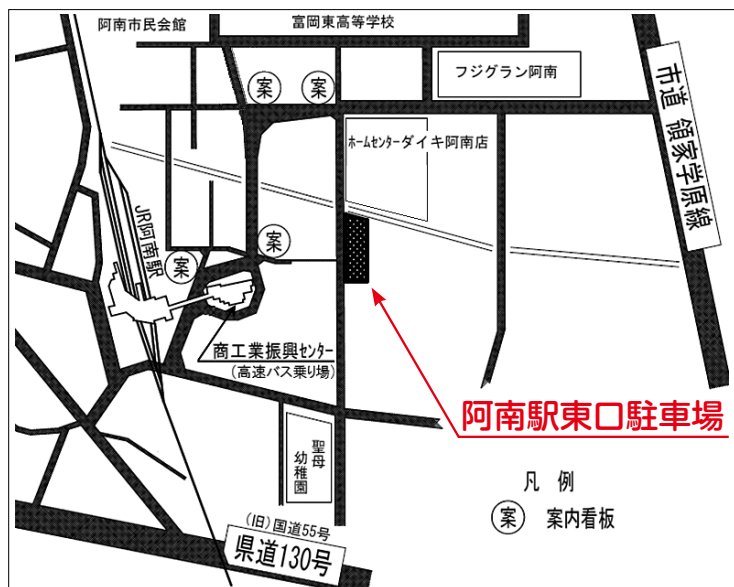 阿南市民会館
富岡東高等学校
フジグラン阿南
案
案
市道 領家学原線
ホームセンターダイキ阿南店
JR阿南駅
案
案
商工業振興センター
(高速バス乗り場)
阿南駅東口駐車場
聖母
幼稚園
(旧)国道55号
県道130号
凡 例
案 案内看板